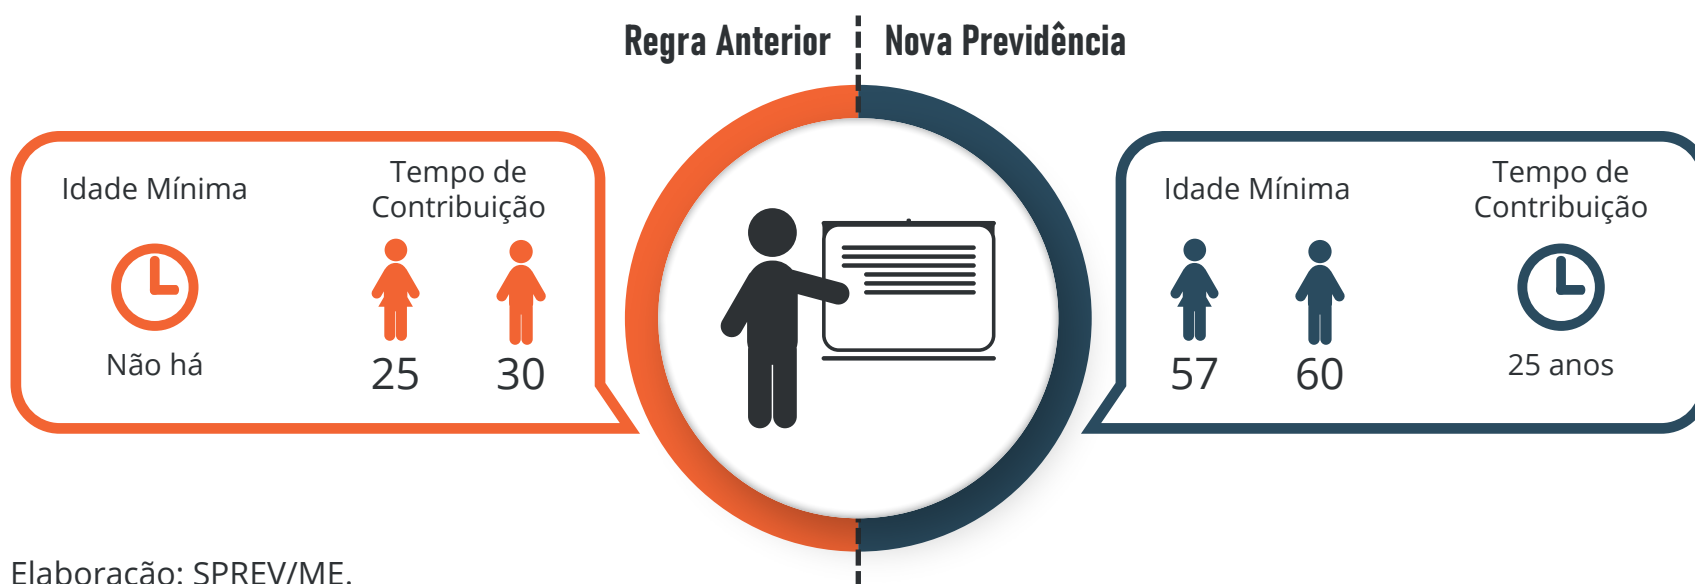 Regra Anterior
Nova Previdência
Idade Mínima
Não há
Tempo de
Contribuição
25
30
Idade Mínima
57
60
Tempo de
Contribuição
25 anos
Elaboração: SPREV/ME.